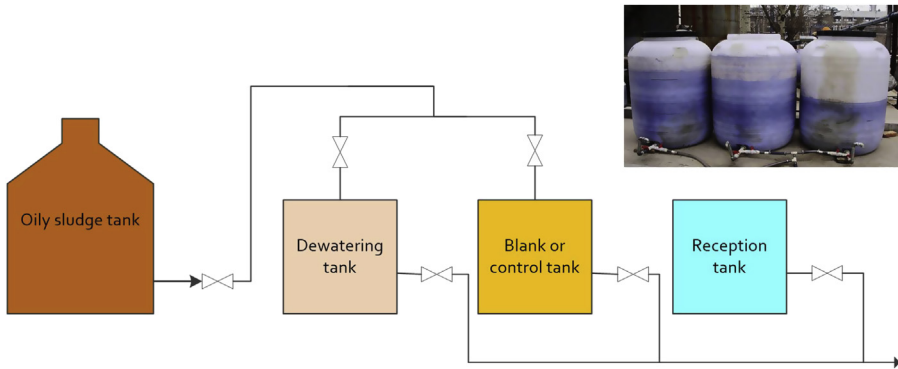 Oily sludge tank
Dewatering
tank
Blank or
control tank
Reception
tank